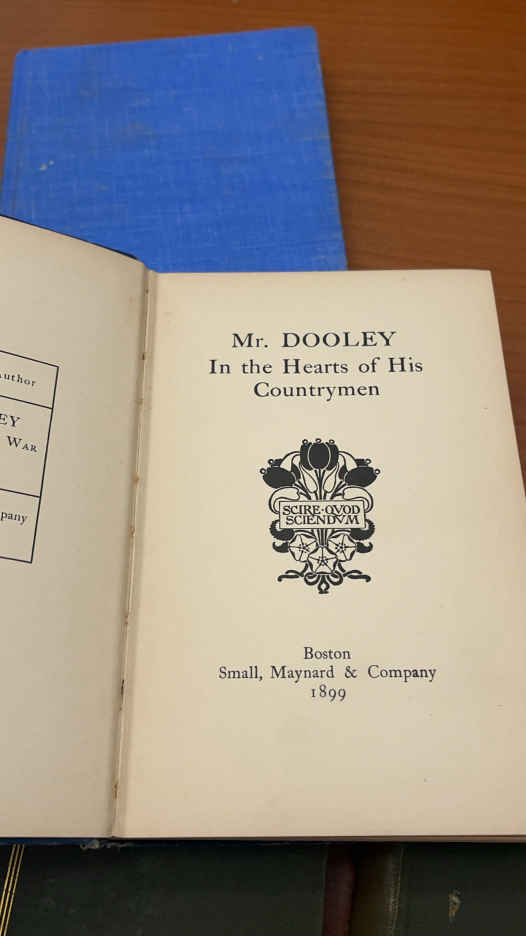 Author
EY
WAR
pany
Mr. DOOLEY
In the Hearts of His
Countrymen
SCIRE·QVOD
SCIENDVM
Boston
Small, Maynard & Company
1899